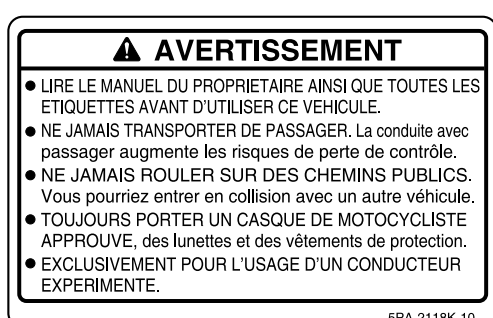 AVERTISSEMENT
● LIRE LE MANUEL DU PROPRIETAIRE AINSI QUE TOUTES LES
ETIQUETTES AVANT D'UTILISER CE VEHICULE.
● NE JAMAIS TRANSPORTER DE PASSAGER. La conduite avec
passager augmente les risques de perte de contrôle.
● NE JAMAIS ROULER SUR DES CHEMINS PUBLICS.
Vous pourriez entrer en collision avec un autre véhicule.
● TOUJOURS PORTER UN CASQUE DE MOTOCYCLISTE
APPROUVE, des lunettes et des vêtements de protection.
● EXCLUSIVEMENT POUR L'USAGE D'UN CONDUCTEUR
EXPERIMENTE.
5RA-2118K-10